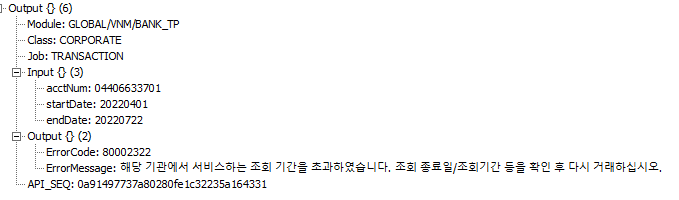 Output {} (6)
Module: GLOBAL/VNM/BANK_TP
Class: CORPORATE
Job: TRANSACTION
Input {} (3)
acctNum: 04406633701
startDate: 20220401
endDate: 20220722
Output {} (2)
ErrorCode: 80002322
ErrorMessage: 해당 기관에서 서비스하는 조회 기간을 초과하였습니다. 조회 종료일/조회기간 등을 확인 후 다시 거래하십시오.
API_SEQ: 0a91497737a80280fe1c32235a164331